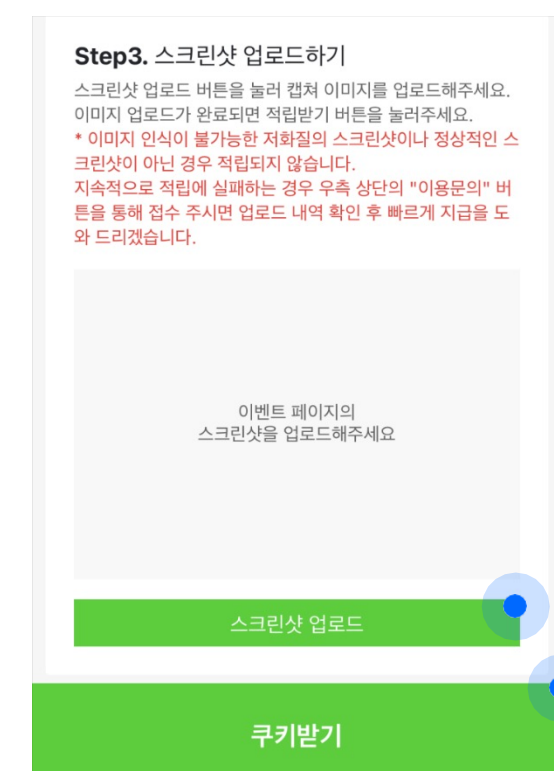 Step3. 스크린샷 업로드하기
스크린샷 업로드 버튼을 눌러 캡쳐 이미지를 업로드해주세요.
이미지 업로드가 완료되면 적립받기 버튼을 눌러주세요.
* 이미지 인식이 불가능한 저화질의 스크린샷이나 정상적인 스
크린샷이 아닌 경우 적립되지 않습니다.
지속적으로 적립에 실패하는 경우 우측 상단의 "이용문의" 버
튼을 통해 접수 주시면 업로드 내역 확인 후 빠르게 지급을 도
와 드리겠습니다.
이벤트 페이지의
스크린샷을 업로드해주세요
스크린샷 업로드
쿠키받기